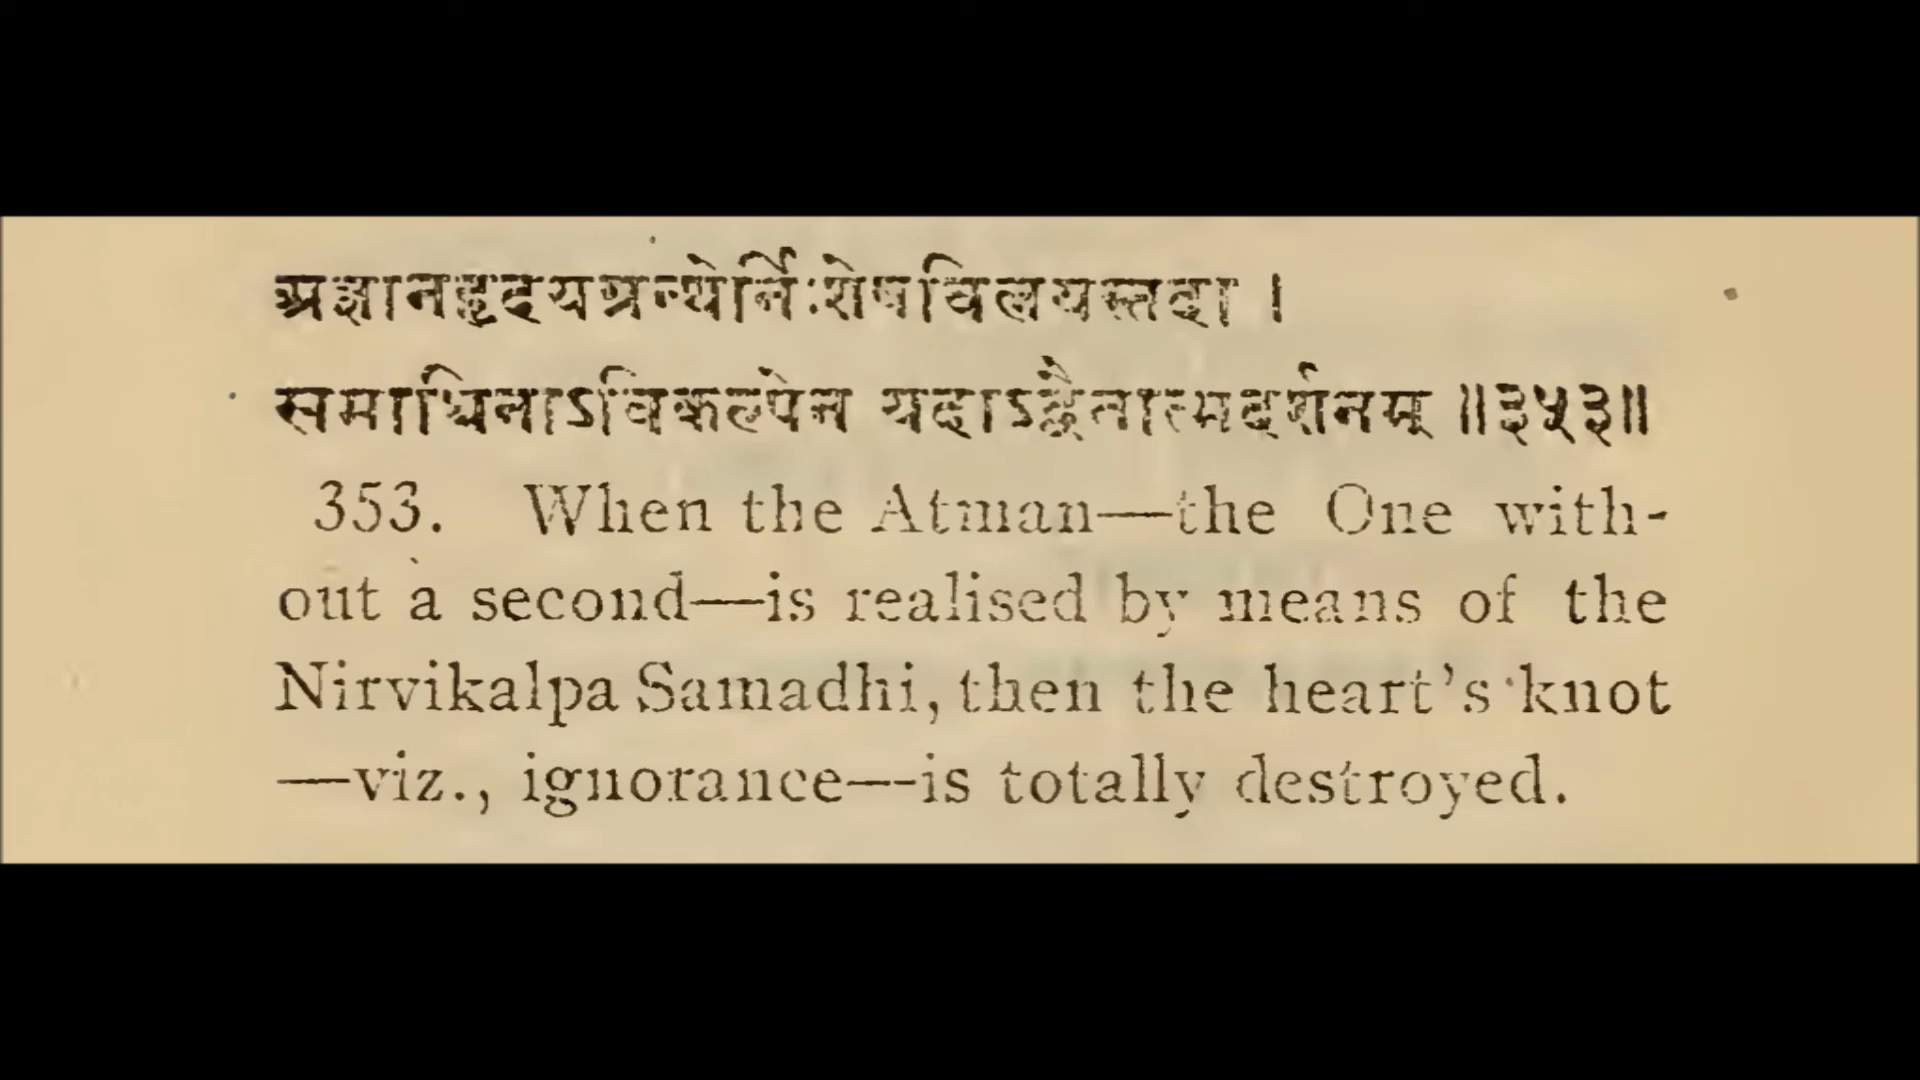 अज्ञानहृदयग्रन्थेर्निःशेषविलयस्तदा ।
समाधिनाऽविकल्पेन यदाऽद्वैतात्मदर्शनम् ॥३५३॥
353. When the Atman—the One with-
out a second—is realised by means of the
Nirvikalpa Samadhi, then the heart's knot
—viz., ignorance—is totally destroyed.